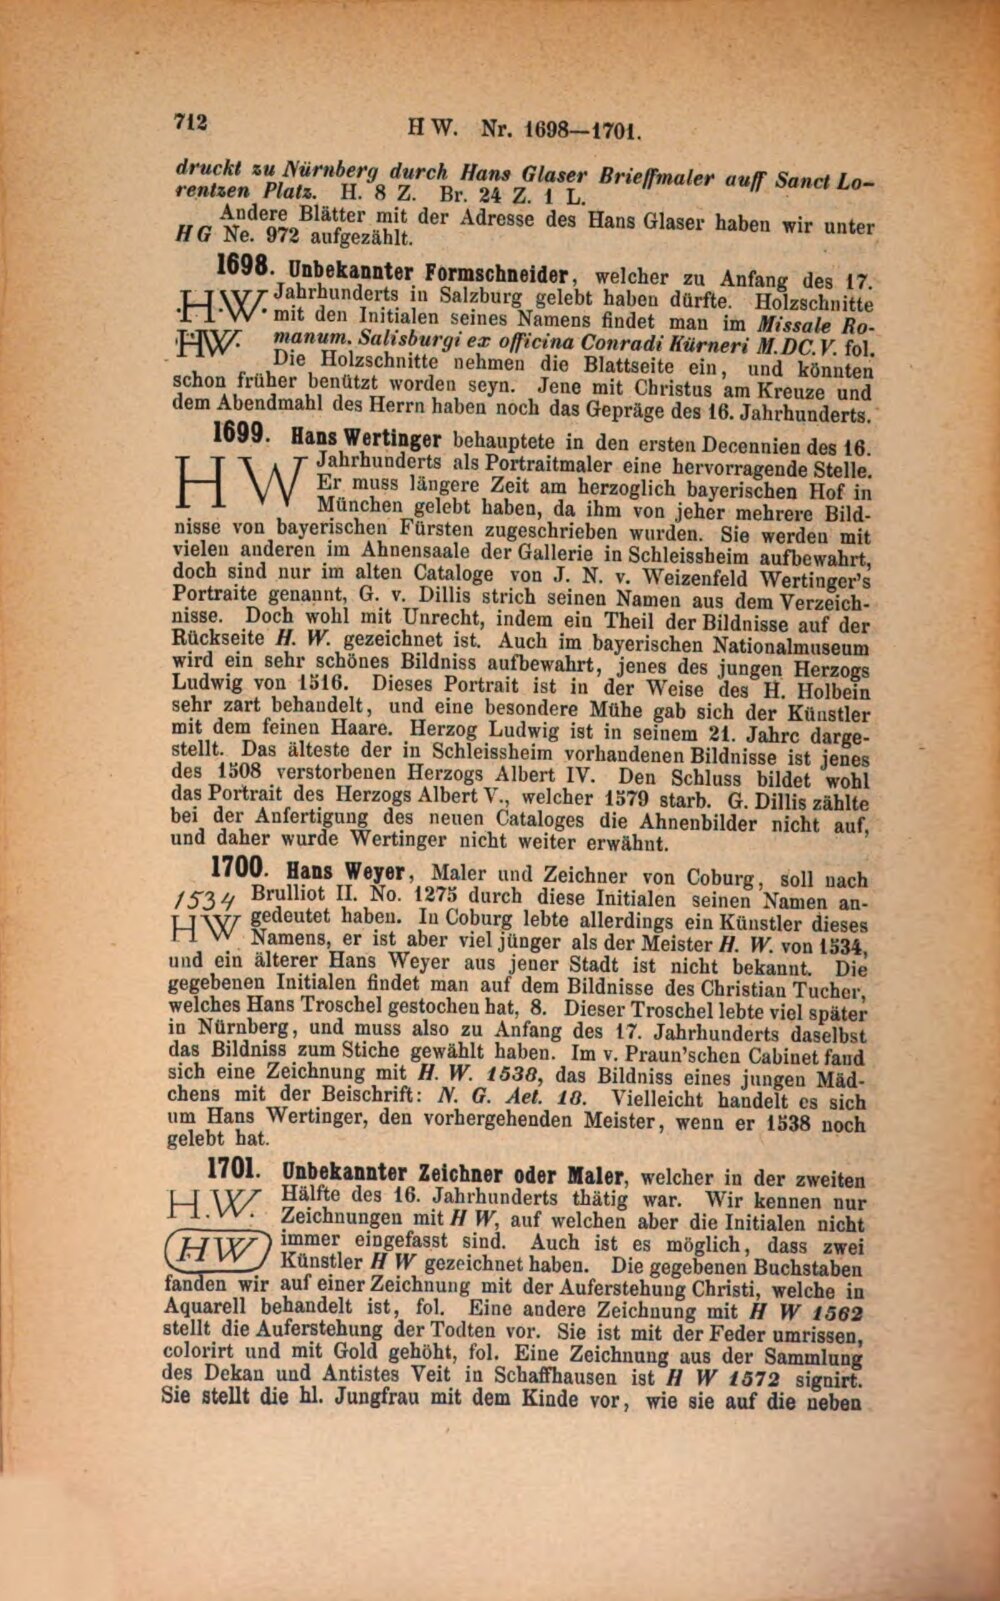 712
H W. Nr. 1698—1701.
druckt zu Nürnberg durch Hans Glaser Brieffmaler auff Sanct Lo-
rentzen Platz. H. 8 Z. Br. 24 Z. 1 L.
Andere Blätter mit der Adresse des Hans Glaser haben wir unter
HG Ne. 972 aufgezählt.
1698. Unbekannter Formschneider, welcher zu Anfang des 17.
·H·W· Jahrhunderts in Salzburg gelebt haben dürfte. Holzschnitte
mit den Initialen seines Namens findet man im Missale Ro-
·HW· manum. Salisburgi ex officina Conradi Kürneri M.DC.V. fol.
Die Holzschnitte nehmen die Blattseite ein, und könnten
schon früher benützt worden seyn. Jene mit Christus am Kreuze und
dem Abendmahl des Herrn haben noch das Gepräge des 16. Jahrhunderts.
1699. Hans Wertinger behauptete in den ersten Decennien des 16.
H W Jahrhunderts als Portraitmaler eine hervorragende Stelle.
Er muss längere Zeit am herzoglich bayerischen Hof in
München gelebt haben, da ihm von jeher mehrere Bild-
nisse von bayerischen Fürsten zugeschrieben wurden. Sie werden mit
vielen anderen im Ahnensaale der Gallerie in Schleissheim aufbewahrt,
doch sind nur im alten Cataloge von J. N. v. Weizenfeld Wertinger's
Portraite genannt, G. v. Dillis strich seinen Namen aus dem Verzeich-
nisse. Doch wohl mit Unrecht, indem ein Theil der Bildnisse auf der
Rückseite H. W. gezeichnet ist. Auch im bayerischen Nationalmuseum
wird ein sehr schönes Bildniss aufbewahrt, jenes des jungen Herzogs
Ludwig von 1516. Dieses Portrait ist in der Weise des H. Holbein
sehr zart behandelt, und eine besondere Mühe gab sich der Künstler
mit dem feinen Haare. Herzog Ludwig ist in seinem 21. Jahre darge-
stellt. Das älteste der in Schleissheim vorhandenen Bildnisse ist jenes
des 1508 verstorbenen Herzogs Albert IV. Den Schluss bildet wohl
das Portrait des Herzogs Albert V., welcher 1579 starb. G. Dillis zählte
bei der Anfertigung des neuen Cataloges die Ahnenbilder nicht auf,
und daher wurde Wertinger nicht weiter erwähnt.
1700. Hans Weyer, Maler und Zeichner von Coburg, soll nach
1534 Brulliot II. No. 1275 durch diese Initialen seinen Namen an-
H W gedeutet haben. In Coburg lebte allerdings ein Künstler dieses
Namens, er ist aber viel jünger als der Meister H. W. von 1534,
und ein älterer Hans Weyer aus jener Stadt ist nicht bekannt. Die
gegebenen Initialen findet man auf dem Bildnisse des Christian Tucher,
welches Hans Troschel gestochen hat, 8. Dieser Troschel lebte viel später
in Nürnberg, und muss also zu Anfang des 17. Jahrhunderts daselbst
das Bildniss zum Stiche gewählt haben. Im v. Praun'schen Cabinet fand
sich eine Zeichnung mit H. W. 1538, das Bildniss eines jungen Mäd-
chens mit der Beischrift: N. G. Aet. 18. Vielleicht handelt es sich
um Hans Wertinger, den vorhergehenden Meister, wenn er 1538 noch
gelebt hat.
1701. Unbekannter Zeichner oder Maler, welcher in der zweiten
H.W. Hälfte des 16. Jahrhunderts thätig war. Wir kennen nur
Zeichnungen mit H W, auf welchen aber die Initialen nicht
HW immer eingefasst sind. Auch ist es möglich, dass zwei
Künstler H W gezeichnet haben. Die gegebenen Buchstaben
fanden wir auf einer Zeichnung mit der Auferstehung Christi, welche in
Aquarell behandelt ist, fol. Eine andere Zeichnung mit H W 1562
stellt die Auferstehung der Todten vor. Sie ist mit der Feder umrissen,
colorirt und mit Gold gehöht, fol. Eine Zeichnung aus der Sammlung
des Dekan und Antistes Veit in Schaffhausen ist H W 1572 signirt.
Sie stellt die hl. Jungfrau mit dem Kinde vor, wie sie auf die neben